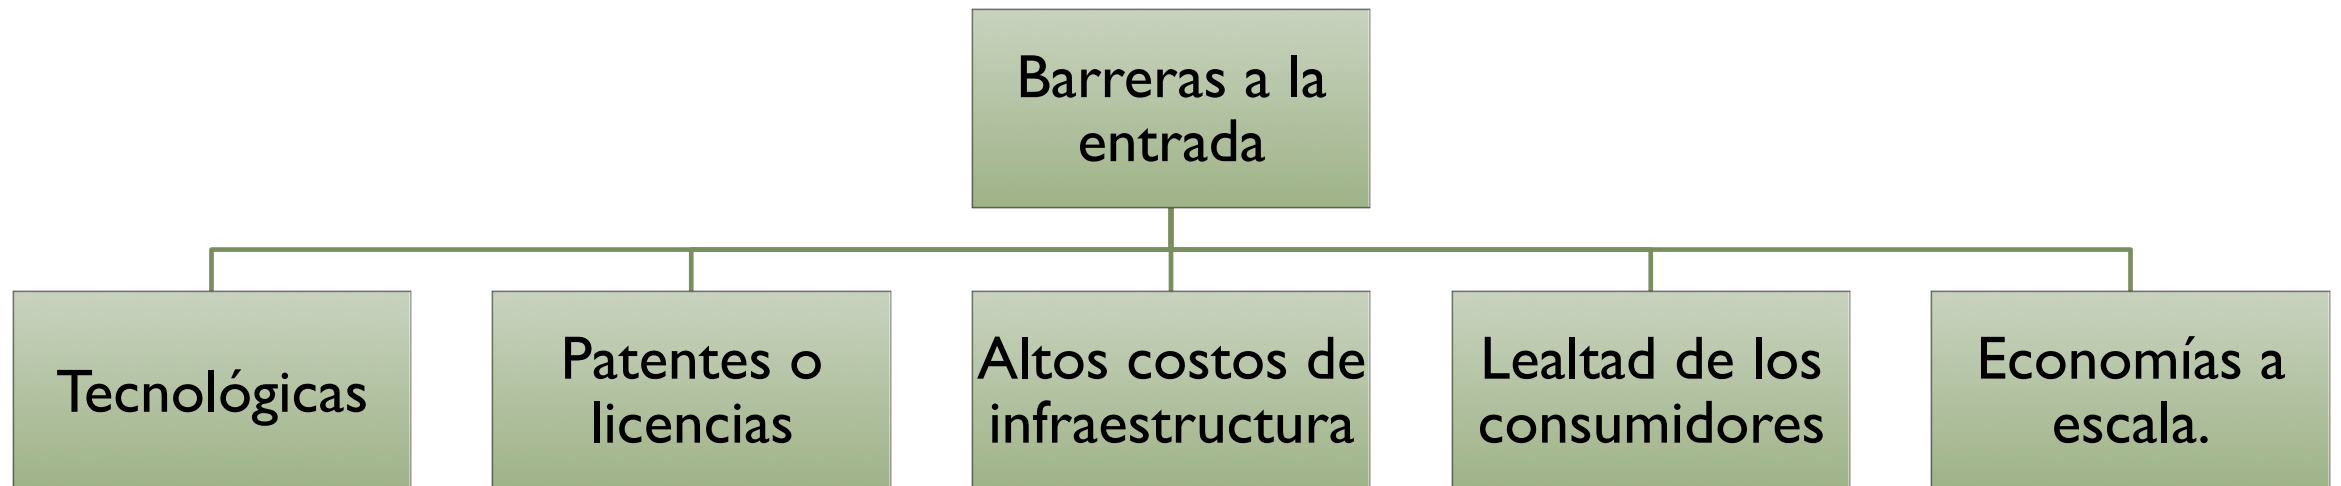 Barreras a la
entrada
Tecnológicas
Patentes o
licencias
Altos costos de
infraestructura
Lealtad de los
consumidores
Economías a
escala.